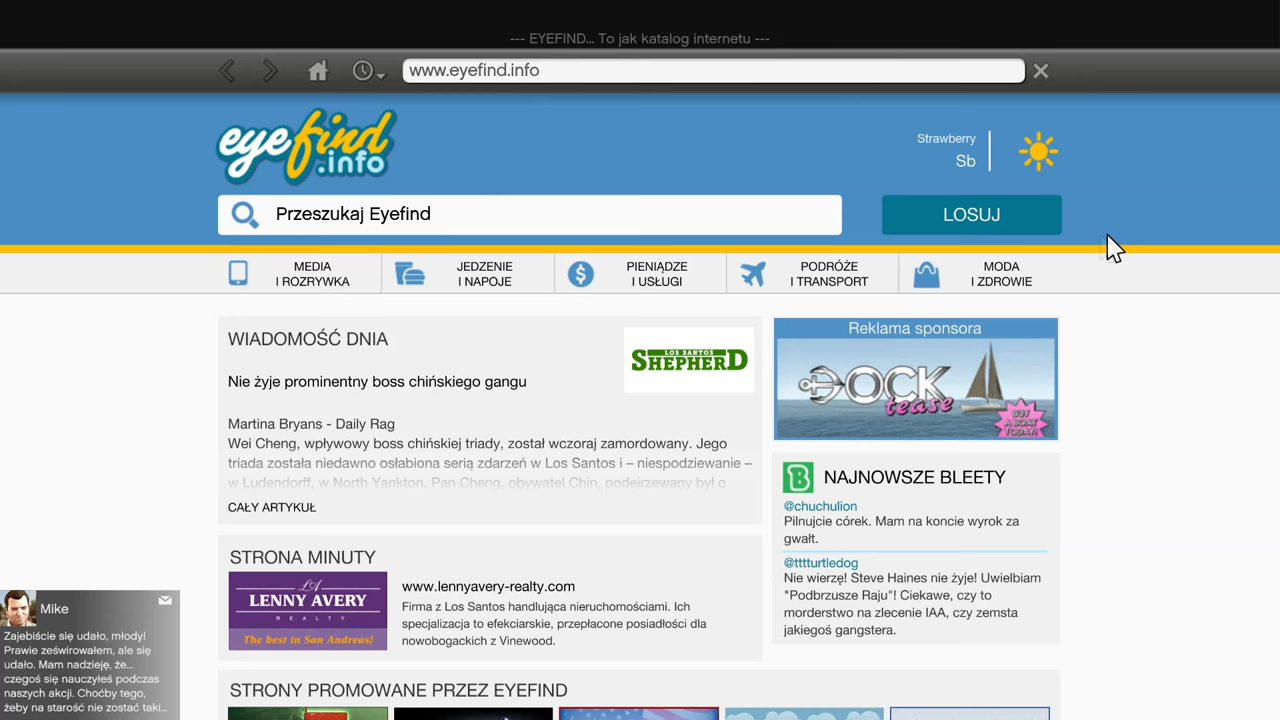 --- EYEFIND... To jak katalog internetu ---
www.eyefind.info
eyefind
.info
Strawberry
Sb
Przeszukaj Eyefind
LOSUJ
MEDIA
I ROZRYWKA
JEDZENIE
I NAPOJE
PIENIĄDZE
I USŁUGI
PODRÓŻE
I TRANSPORT
MODA
I ZDROWIE
WIADOMOŚĆ DNIA
LOS SANTOS
SHEPHERD
Nie żyje prominentny boss chińskiego gangu
Martina Bryans - Daily Rag
Wei Cheng, wpływowy boss chińskiej triady, został wczoraj zamordowany. Jego
triada została niedawno osłabiona serią zdarzeń w Los Santos i – niespodziewanie –
w Ludendorff, w North Yankton. Pan Cheng, obywatel Chin, podejrzewany był o
CAŁY ARTYKUŁ
Reklama sponsora
DOCK
tease
BUY
A BOAT
TODAY!
B NAJNOWSZE BLEETY
@chuchulion
Pilnujcie córek. Mam na koncie wyrok za
gwałt.
@tttturtledog
Nie wierzę! Steve Haines nie żyje! Uwielbiam
"Podbrzusze Raju"! Ciekawe, czy to
morderstwo na zlecenie IAA, czy zemsta
jakiegoś gangstera.
STRONA MINUTY
LA
LENNY AVERY
REALTY
The best in San Andreas!
www.lennyavery-realty.com
Firma z Los Santos handlująca nieruchomościami. Ich
specjalizacja to efekciarskie, przepłacone posiadłości dla
nowobogackich z Vinewood.
Mike
Zajebiście się udało, młody!
Prawie ześwirowałem, ale się
udało. Mam nadzieję, że...
czegoś się nauczyłeś podczas
naszych akcji. Choćby tego,
żeby na starość nie zostać taki...
STRONY PROMOWANE PRZEZ EYEFIND